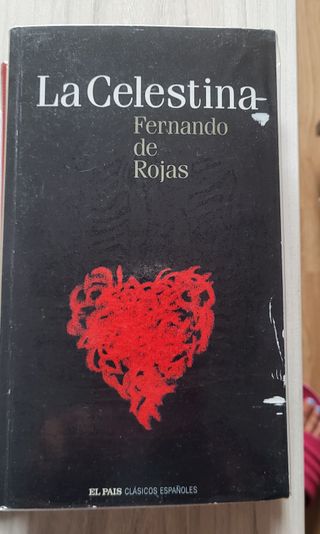 La Celestina
Fernando
de
Rojas
EL PAIS CLÁSICOS ESPAÑOLES